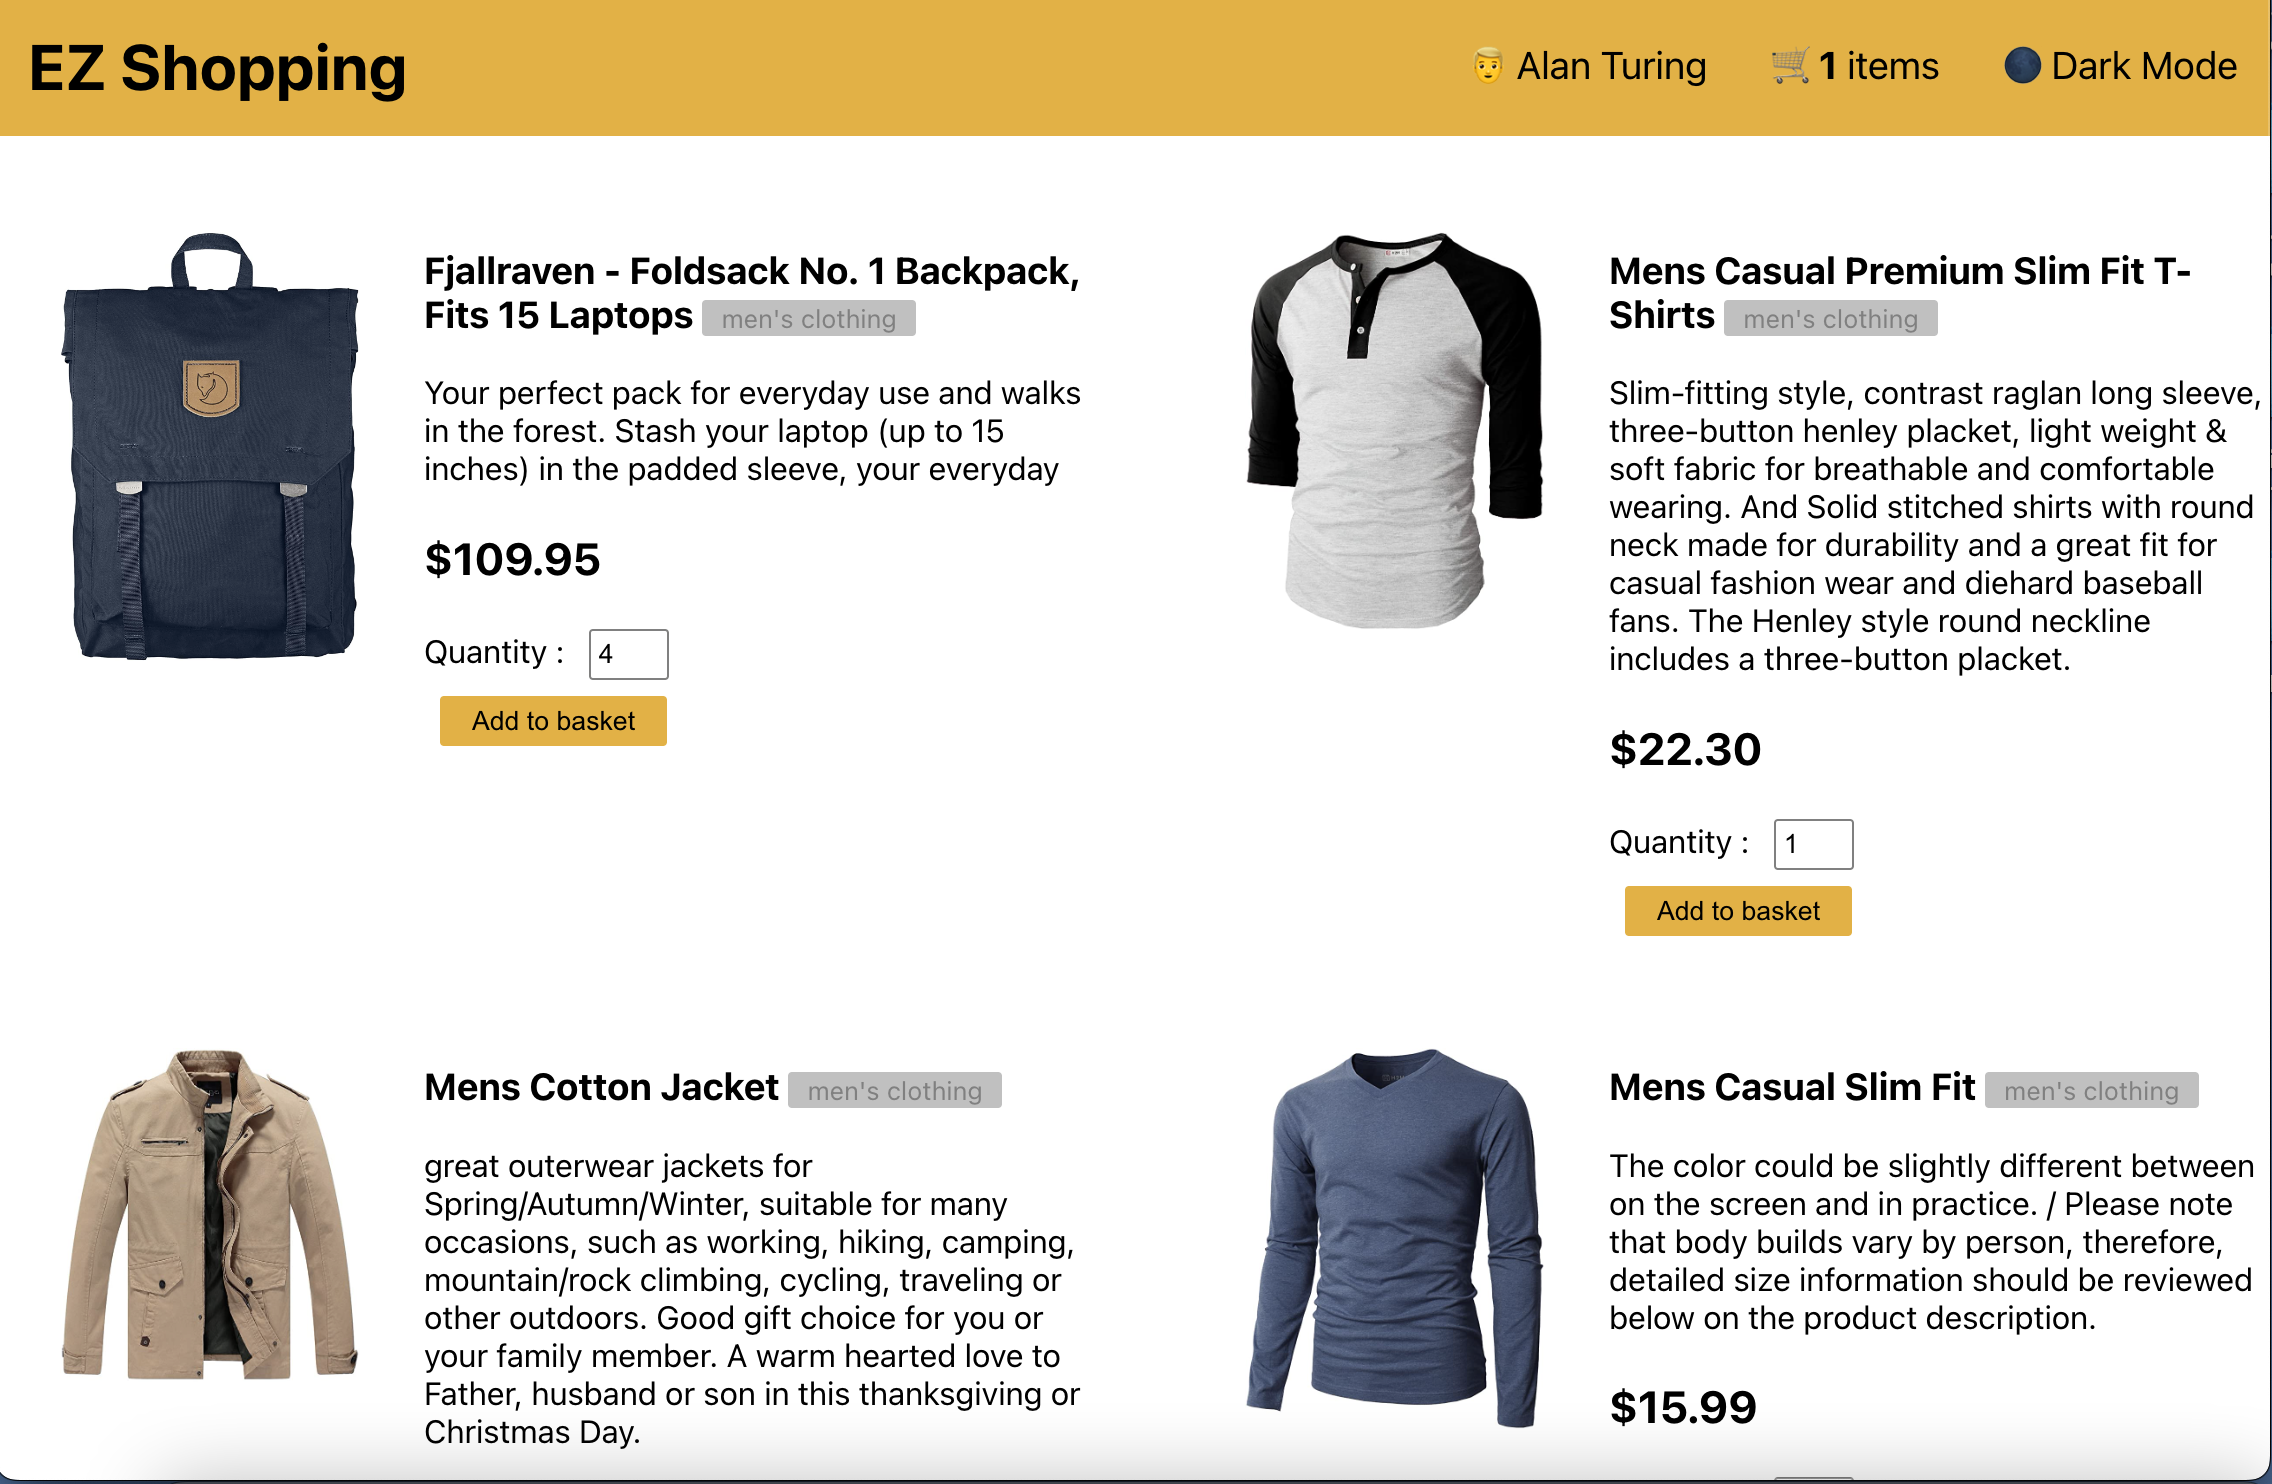 EZ Shopping
Alan Turing
1 items
Dark Mode
Fjallraven - Foldsack No. 1 Backpack,
Fits 15 Laptops men's clothing
Your perfect pack for everyday use and walks
in the forest. Stash your laptop (up to 15
inches) in the padded sleeve, your everyday
$109.95
Quantity : 4
Add to basket
Mens Casual Premium Slim Fit T-
Shirts men's clothing
Slim-fitting style, contrast raglan long sleeve,
three-button henley placket, light weight &
soft fabric for breathable and comfortable
wearing. And Solid stitched shirts with round
neck made for durability and a great fit for
casual fashion wear and diehard baseball
fans. The Henley style round neckline
includes a three-button placket.
$22.30
Quantity : 1
Add to basket
Mens Cotton Jacket men's clothing
great outerwear jackets for
Spring/Autumn/Winter, suitable for many
occasions, such as working, hiking, camping,
mountain/rock climbing, cycling, traveling or
other outdoors. Good gift choice for you or
your family member. A warm hearted love to
Father, husband or son in this thanksgiving or
Christmas Day.
Mens Casual Slim Fit men's clothing
The color could be slightly different between
on the screen and in practice. / Please note
that body builds vary by person, therefore,
detailed size information should be reviewed
below on the product description.
$15.99